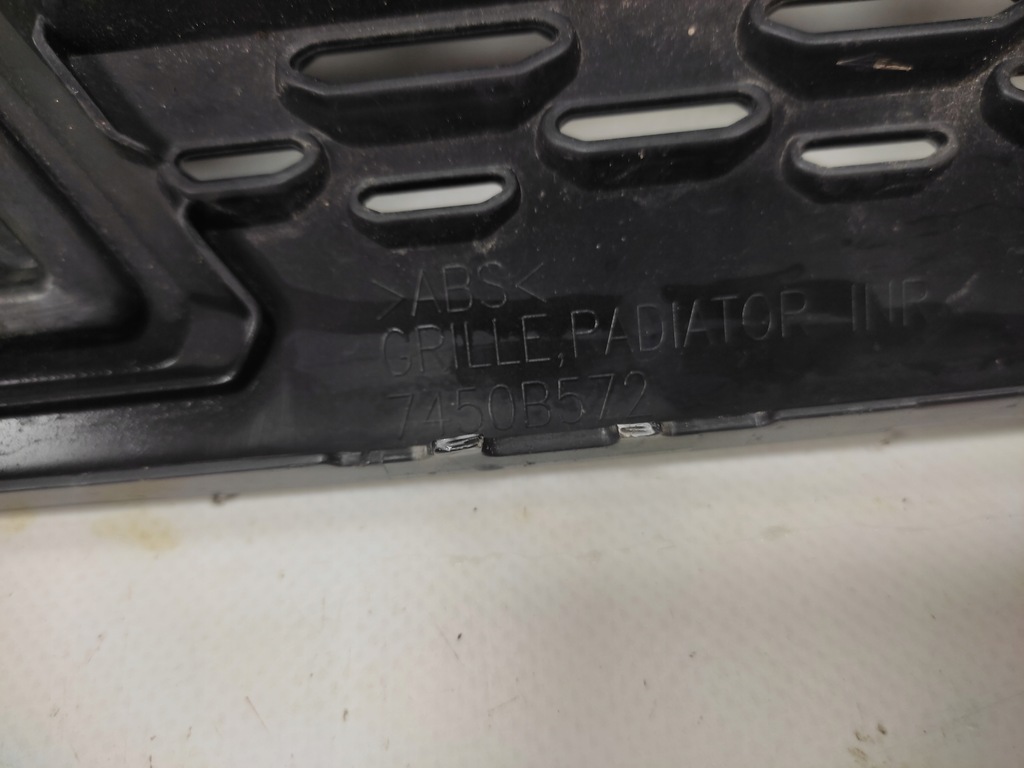 >ABS<
GRILLE,RADIATOR INR
7450B572